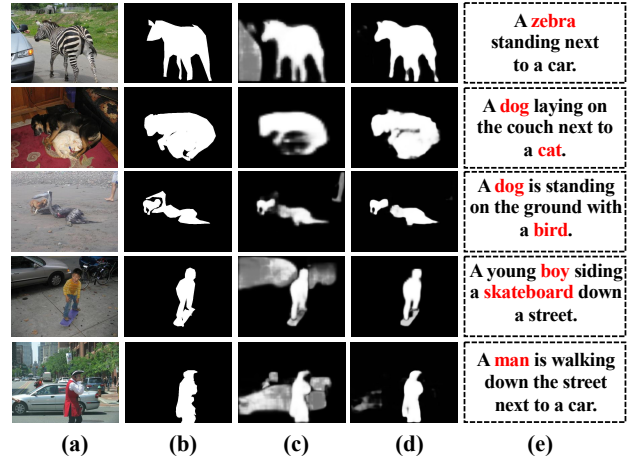 A zebra
standing next
to a car.
A dog laying on
the couch next to
a cat.
A dog is standing
on the ground with
a bird.
A young boy siding
a skateboard down
a street.
A man is walking
down the street
next to a car.
(a) (b) (c) (d) (e)